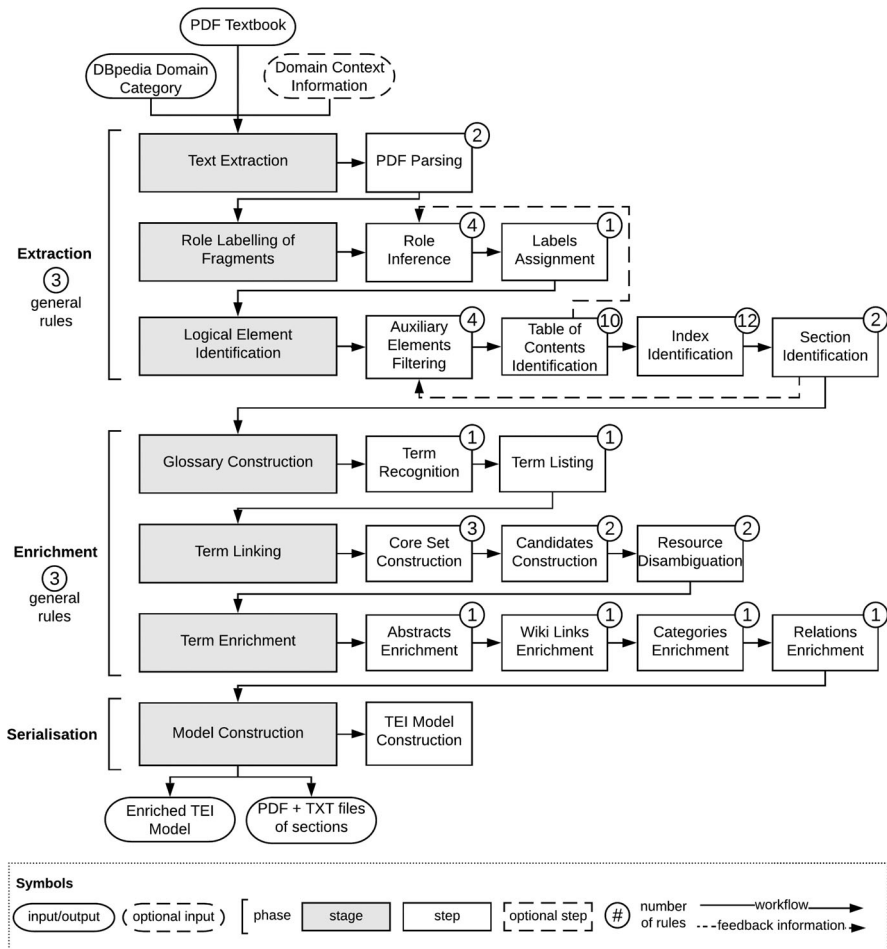 PDF Textbook
DBpedia Domain
Category
Domain Context
Information
Extraction
3
general
rules
Text Extraction
PDF Parsing
2
Role Labelling of
Fragments
Role
Inference
4
Labels
Assignment
1
Logical Element
Identification
Auxiliary
Elements
Filtering
4
Table of
Contents
Identification
10
Index
Identification
12
Section
Identification
2
Enrichment
3
general
rules
Glossary Construction
Term
Recognition
1
Term Listing
1
Term Linking
Core Set
Construction
3
Candidates
Construction
2
Resource
Disambiguation
2
Term Enrichment
Abstracts
Enrichment
1
Wiki Links
Enrichment
1
Categories
Enrichment
1
Relations
Enrichment
1
Serialisation
Model Construction
TEI Model
Construction
Enriched TEI
Model
PDF + TXT files
of sections
Symbols
input/output
optional input
phase
stage
step
optional step
#
number
of rules
workflow
feedback information